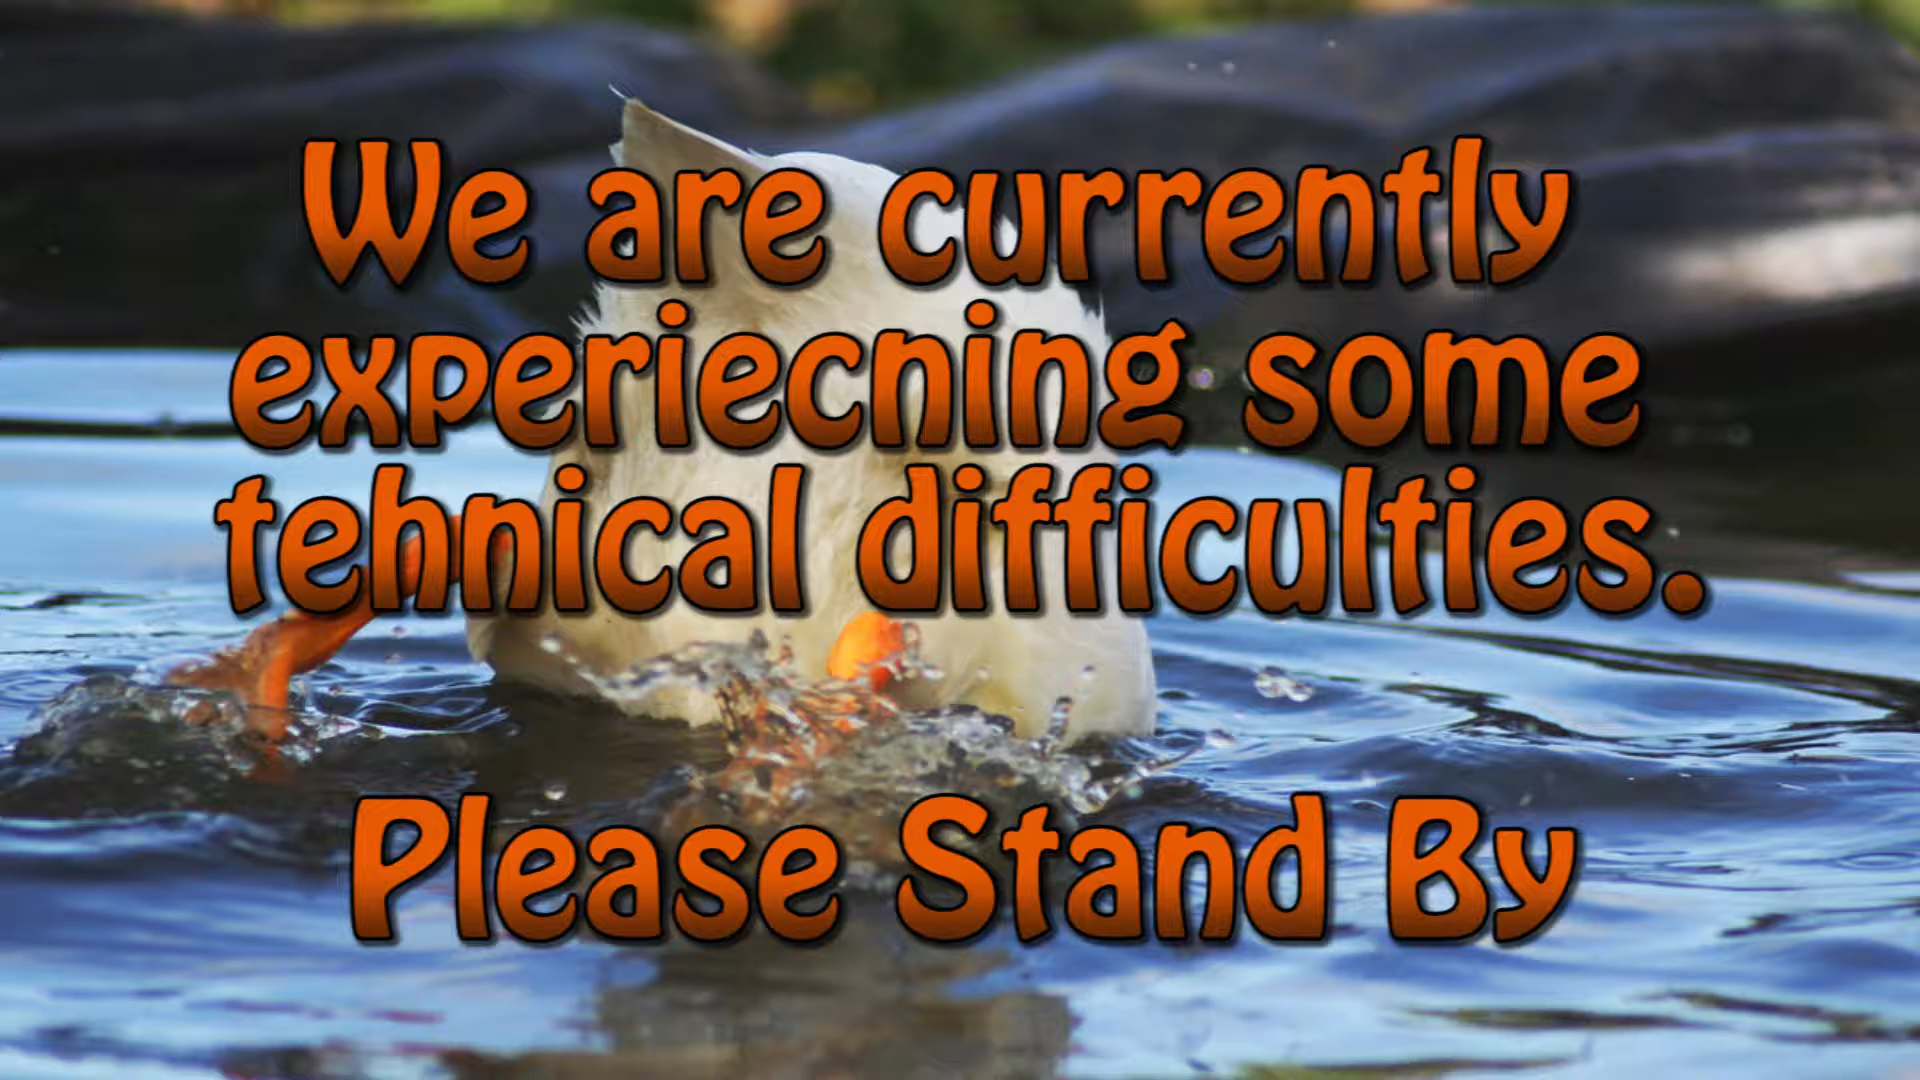 We are currently
experiecning some
tehnical difficulties.
Please Stand By